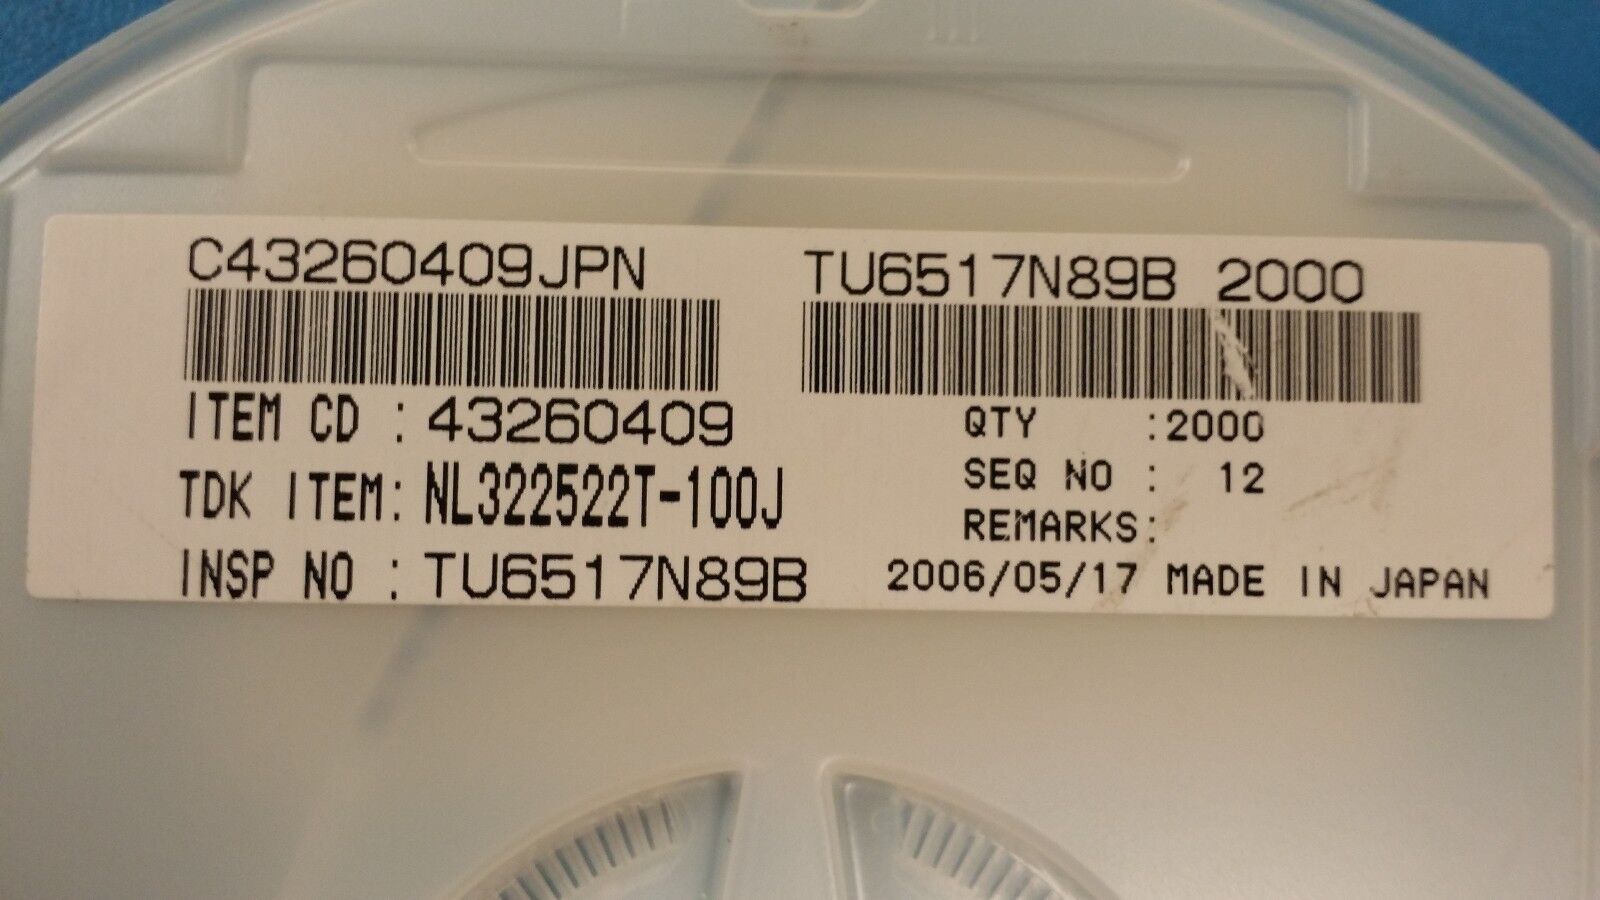 C43260409JPN
TU6517N89B 2000
ITEM CD : 43260409
TDK ITEM: NL322522T-100J
INSP NO : TU6517N89B
QTY :2000
SEQ NO : 12
REMARKS:
2006/05/17 MADE IN JAPAN